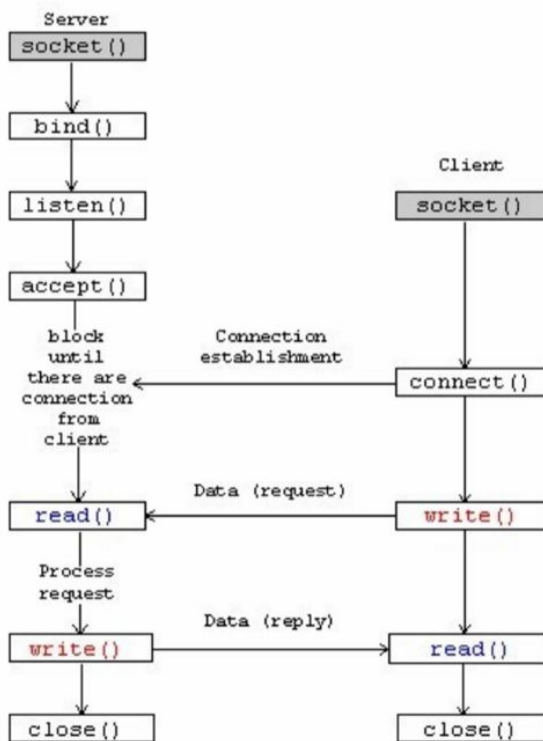 Server
socket()
bind()
Client
listen()
socket()
accept()
block
until
there are
connection
from
client
Connection
establishment
connect()
Data (request)
read()
write()
Process
request
Data (reply)
write()
read()
close()
close()